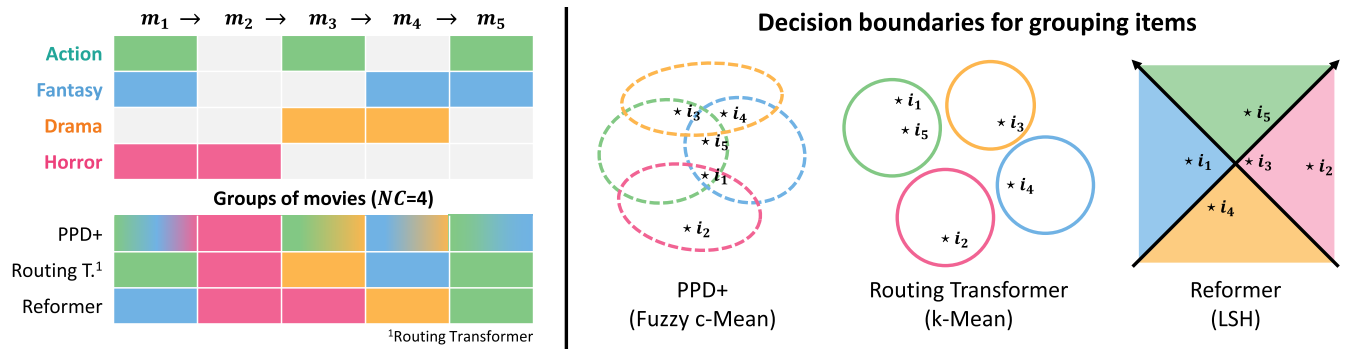 m1 → m2 → m3 → m4 → m5
Action
Fantasy
Drama
Horror
Groups of movies (NC=4)
PPD+
Routing T.¹
Reformer
¹Routing Transformer
Decision boundaries for grouping items
⋆ i3
⋆ i4
⋆ i5
⋆ i1
⋆ i2
PPD+
(Fuzzy c-Mean)
⋆ i1
⋆ i5
⋆ i3
⋆ i4
⋆ i2
Routing Transformer
(k-Mean)
⋆ i5
⋆ i1
⋆ i3
⋆ i2
⋆ i4
Reformer
(LSH)